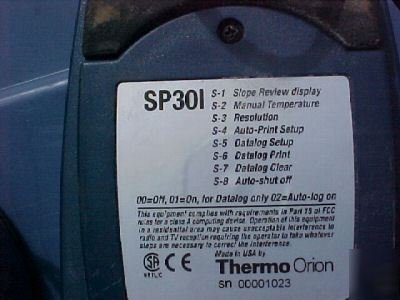 SP30I
S-1 Slope Review display
S-2 Manual Temperature
S-3 Resolution
S-4 Auto-Print Setup
S-5 Datalog Setup
S-6 Datalog Print
S-7 Datalog Clear
S-8 Auto-shut off
00=Off, 01=On, for Datalog only 02=Auto-log on
This equipment complies with requirements in Part 15 of FCC
rules for a class A computing device. Operation of this equipment
in a residential area may cause unacceptable interference to
radio and TV reception requiring the operator to take whatever
steps are necessary to correct the interference.
Made in USA by
CE
NRTL/C
Thermo Orion
sn 00001023